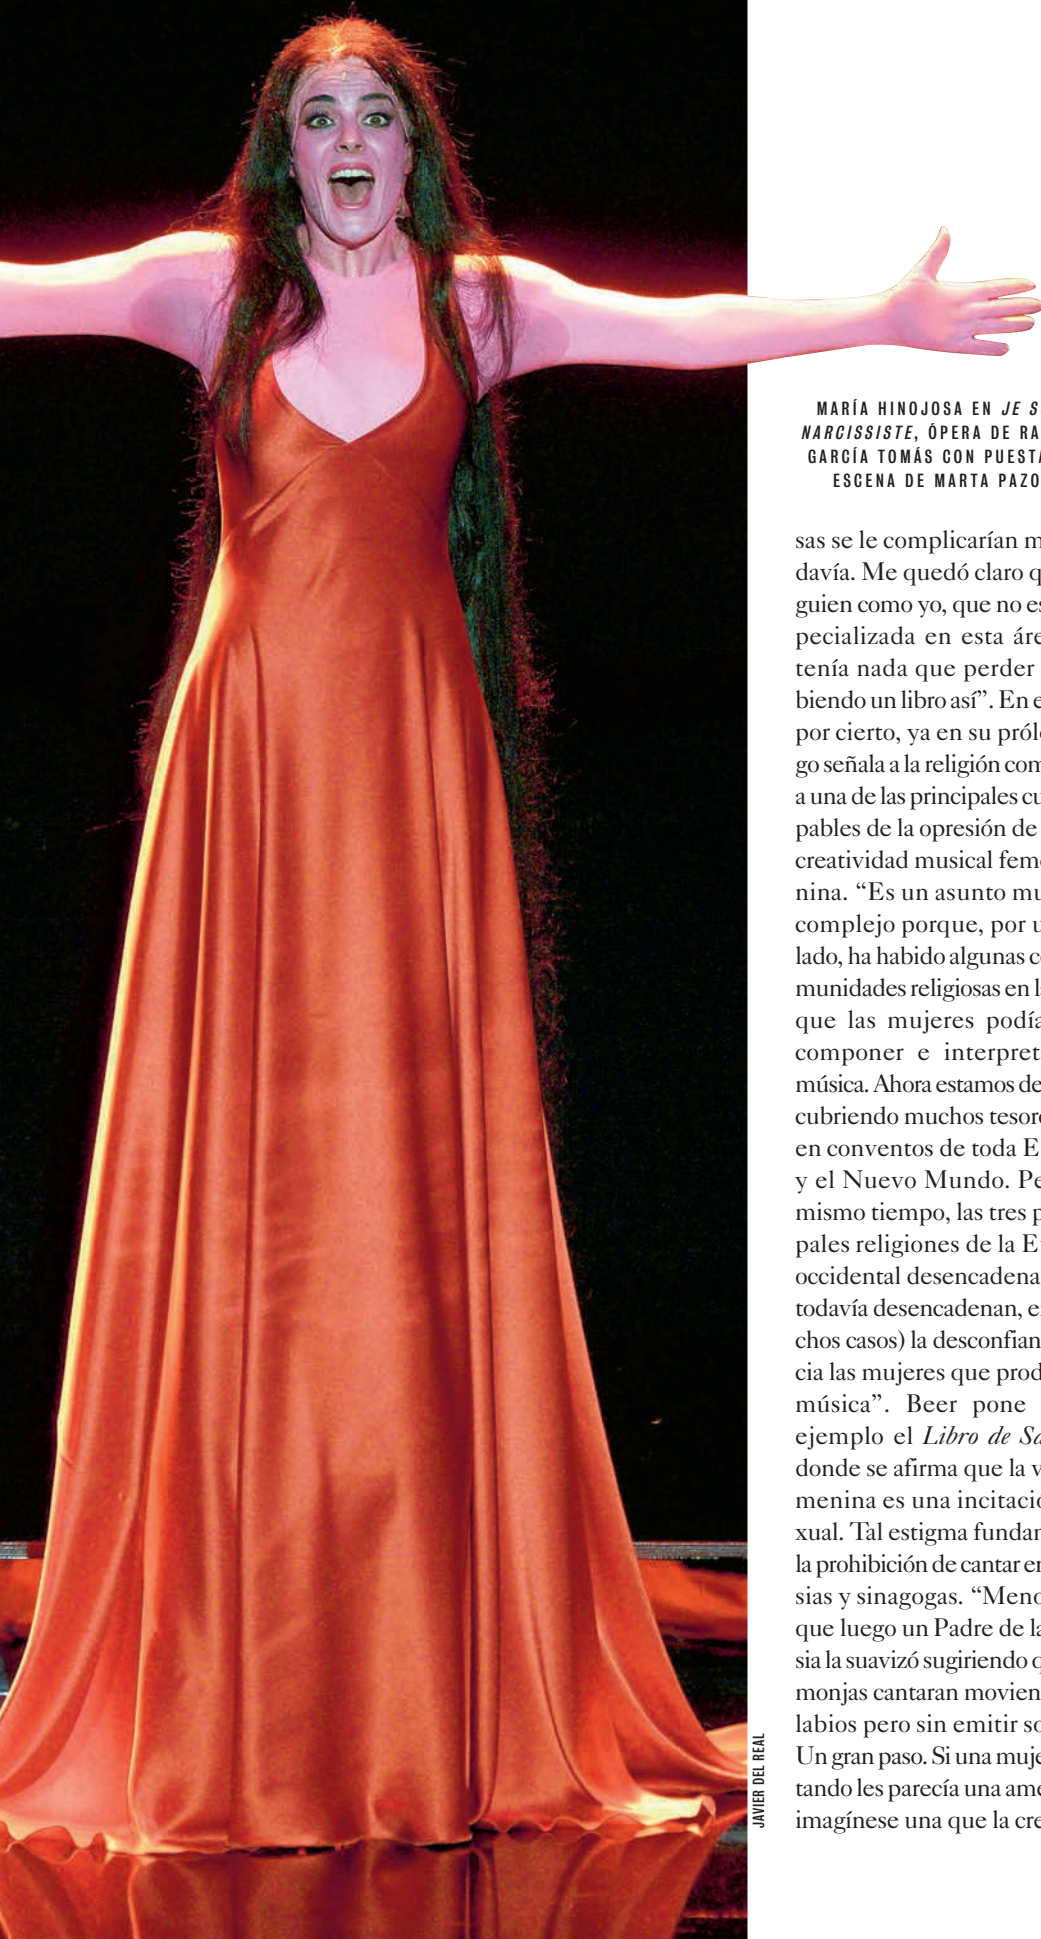 MARÍA HINOJOSA EN JE S
NARCISSISTE, ÓPERA DE RA
GARCÍA TOMÁS CON PUESTA
ESCENA DE MARTA PAZO
sas se le complicarían m
davía. Me quedó claro q
guien como yo, que no es
pecializada en esta áre
tenía nada que perder
biendo un libro así”. En e
por cierto, ya en su prólo
go señala a la religión com
a una de las principales cu
pables de la opresión de
creatividad musical feme
nina. “Es un asunto mu
complejo porque, por u
lado, ha habido algunas co
munidades religiosas en la
que las mujeres podía
componer e interpreta
música. Ahora estamos de
cubriendo muchos tesoro
en conventos de toda E
y el Nuevo Mundo. Pe
mismo tiempo, las tres p
pales religiones de la E
occidental desencadena
todavía desencadenan, e
chos casos) la desconfian
cia las mujeres que prod
música”. Beer pone
ejemplo el Libro de Sa
donde se afirma que la v
menina es una incitació
xual. Tal estigma fundar
la prohibición de cantar en
sias y sinagogas. “Meno
que luego un Padre de la
sia la suavizó sugiriendo q
monjas cantaran movien
labios pero sin emitir so
Un gran paso. Si una muje
tando les parecía una ame
imagínese una que la cre
JAVIER DEL REAL